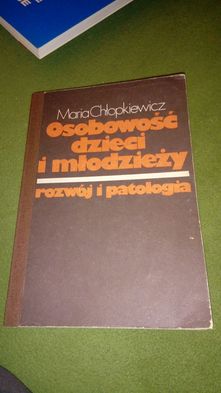 Maria Chłopkiewicz
Osobowość
dzieci
i młodzieży
rozwój i patologia